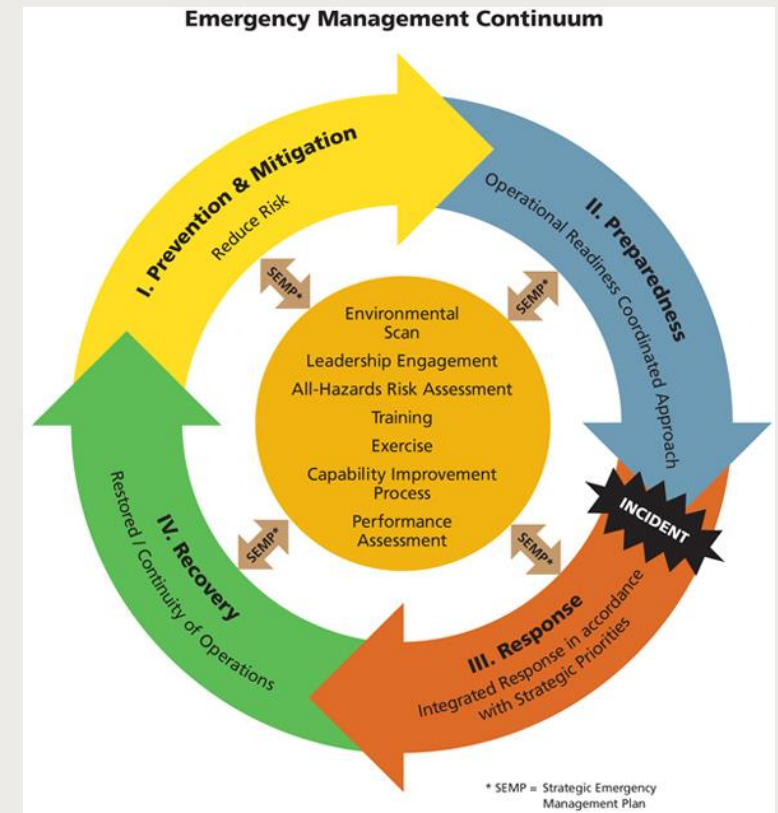 Emergency Management Continuum
I. Prevention & Mitigation
Reduce Risk
II. Preparedness
Operational Readiness Coordinated Approach
SEMP*
SEMP*
Environmental
Scan
Leadership Engagement
All-Hazards Risk Assessment
Training
Exercise
Capability Improvement
Process
Performance
Assessment
INCIDENT
SEMP*
SEMP*
III. Response
Integrated Response in accordance
with Strategic Priorities
IV. Recovery
Restored / Continuity of Operations
* SEMP = Strategic Emergency
Management Plan